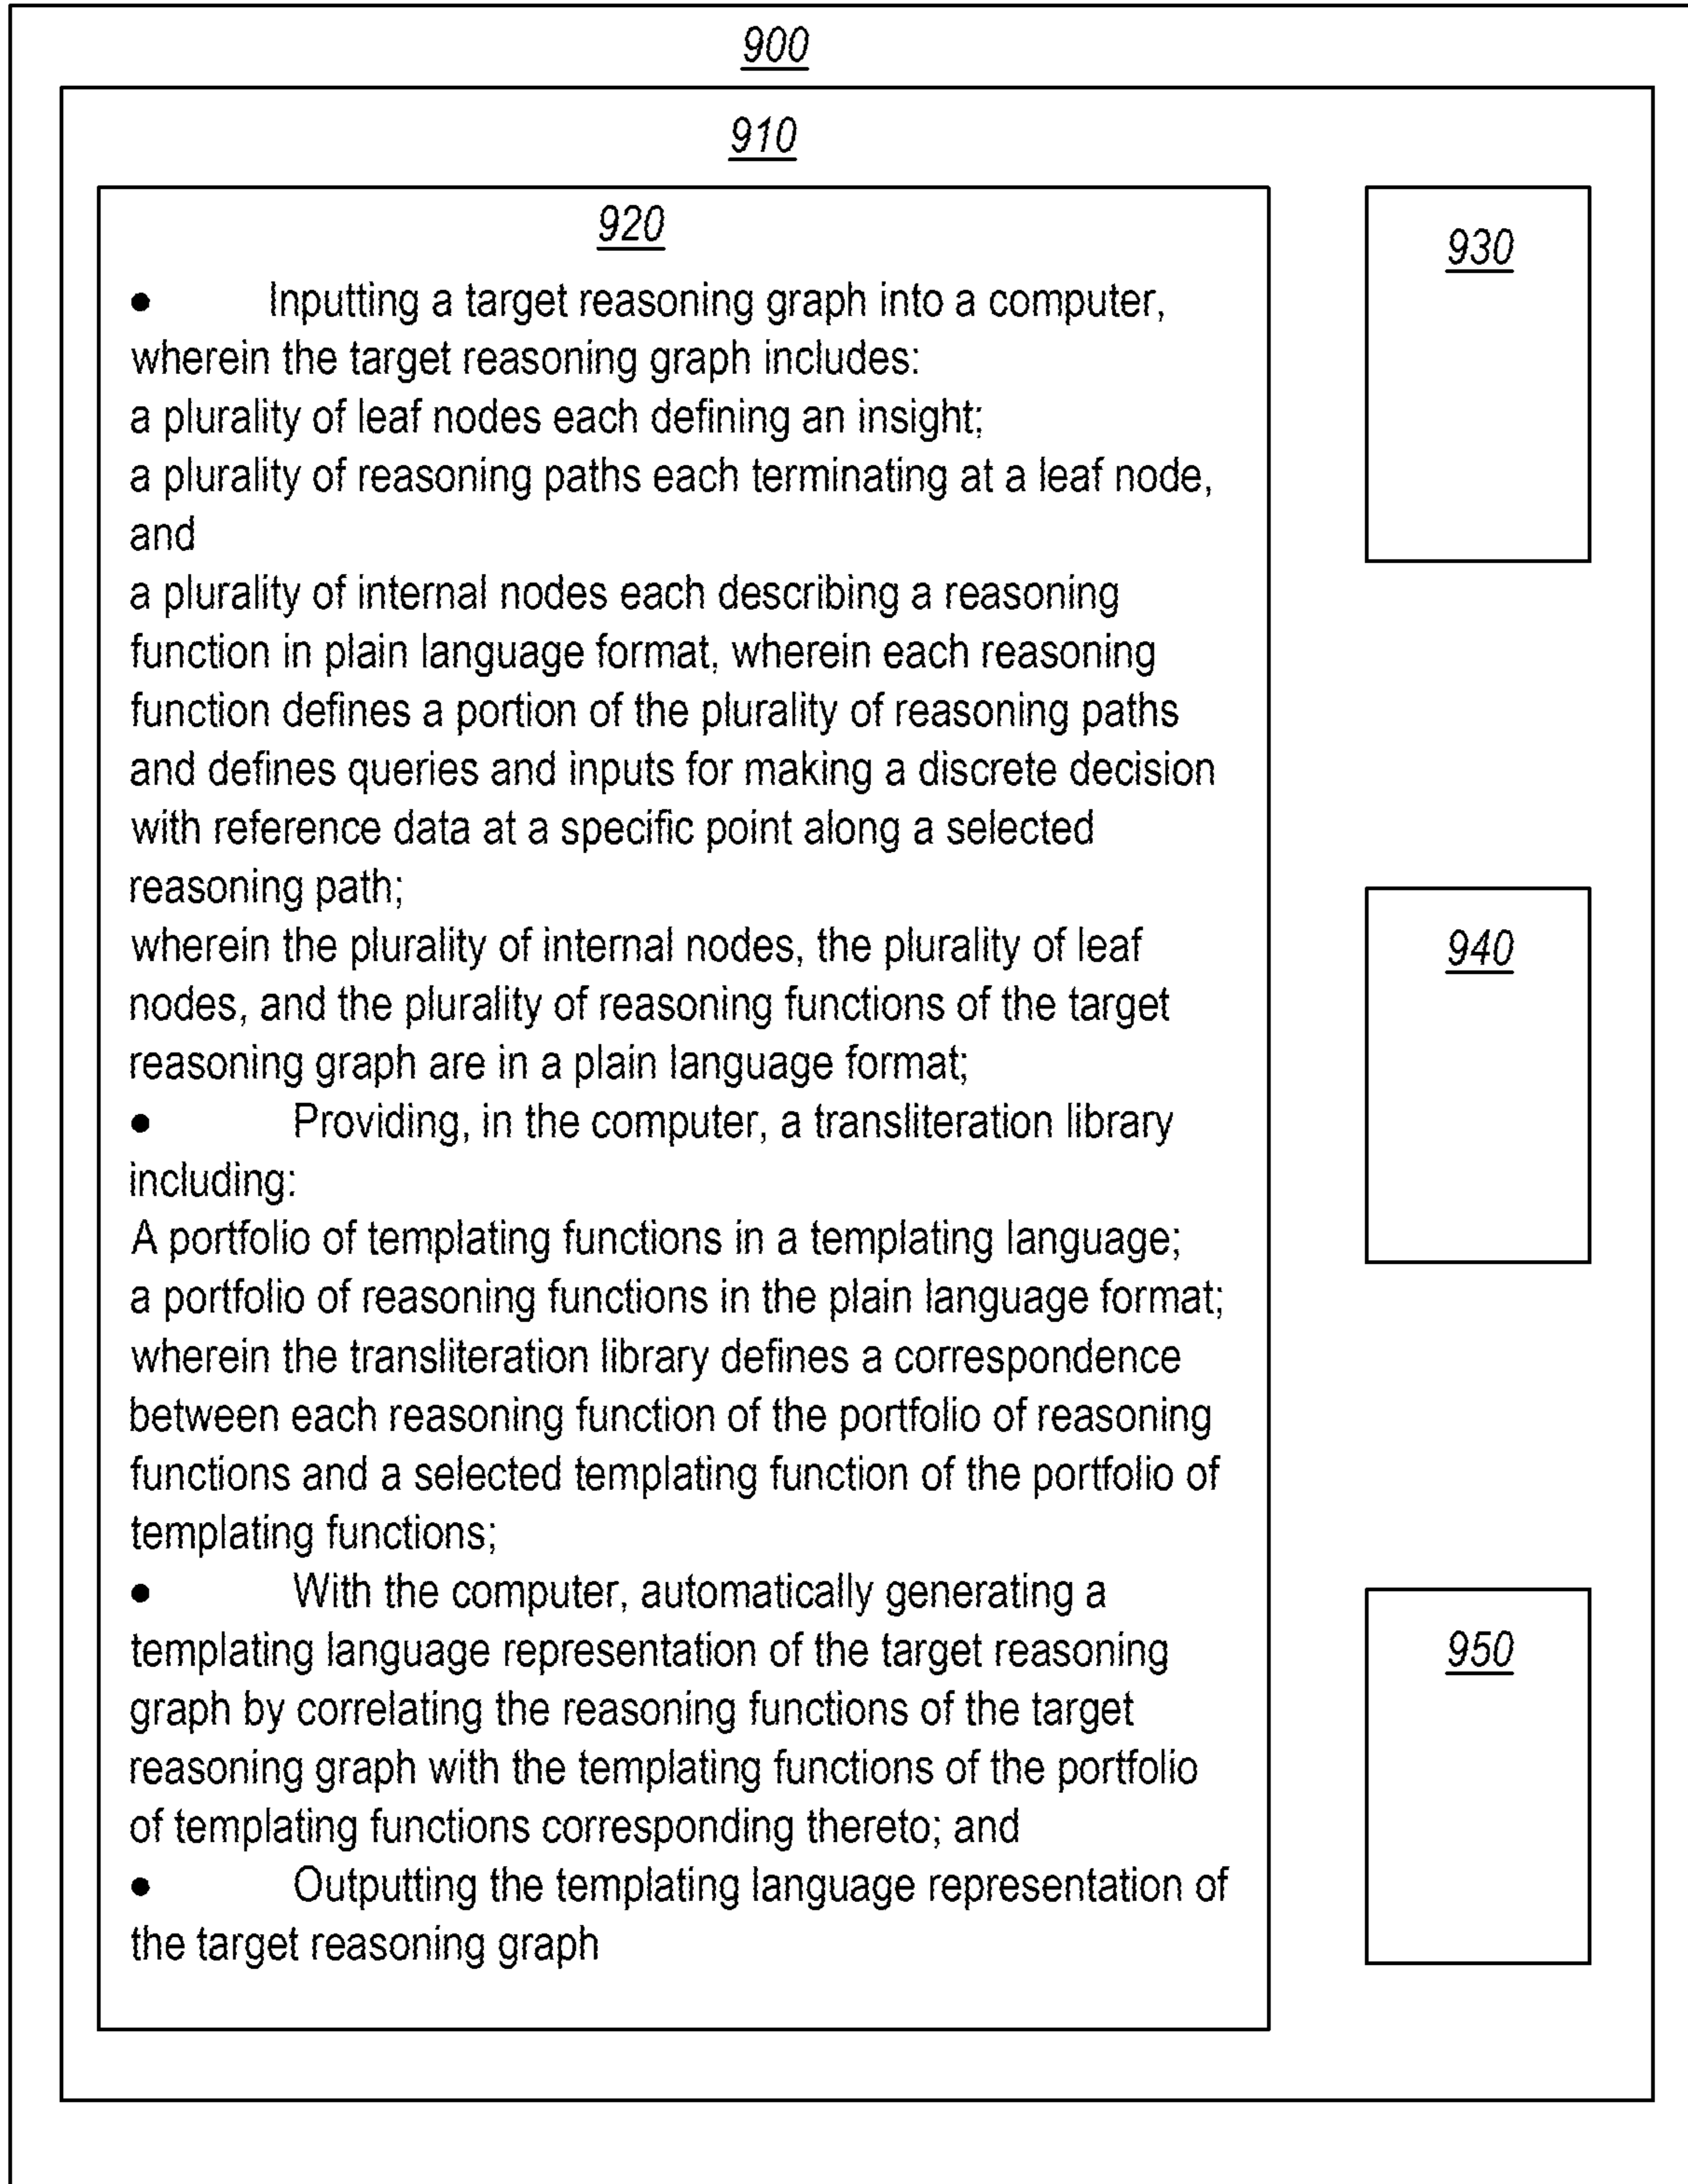 900
910
920
930
• Inputting a target reasoning graph into a computer,
wherein the target reasoning graph includes:
a plurality of leaf nodes each defining an insight;
a plurality of reasoning paths each terminating at a leaf node,
and
a plurality of internal nodes each describing a reasoning
function in plain language format, wherein each reasoning
function defines a portion of the plurality of reasoning paths
and defines queries and inputs for making a discrete decision
with reference data at a specific point along a selected
reasoning path;
wherein the plurality of internal nodes, the plurality of leaf
nodes, and the plurality of reasoning functions of the target
reasoning graph are in a plain language format;
• Providing, in the computer, a transliteration library
including:
A portfolio of templating functions in a templating language;
a portfolio of reasoning functions in the plain language format;
wherein the transliteration library defines a correspondence
between each reasoning function of the portfolio of reasoning
functions and a selected templating function of the portfolio of
templating functions;
• With the computer, automatically generating a
templating language representation of the target reasoning
graph by correlating the reasoning functions of the target
reasoning graph with the templating functions of the portfolio
of templating functions corresponding thereto; and
• Outputting the templating language representation of
the target reasoning graph
940
950